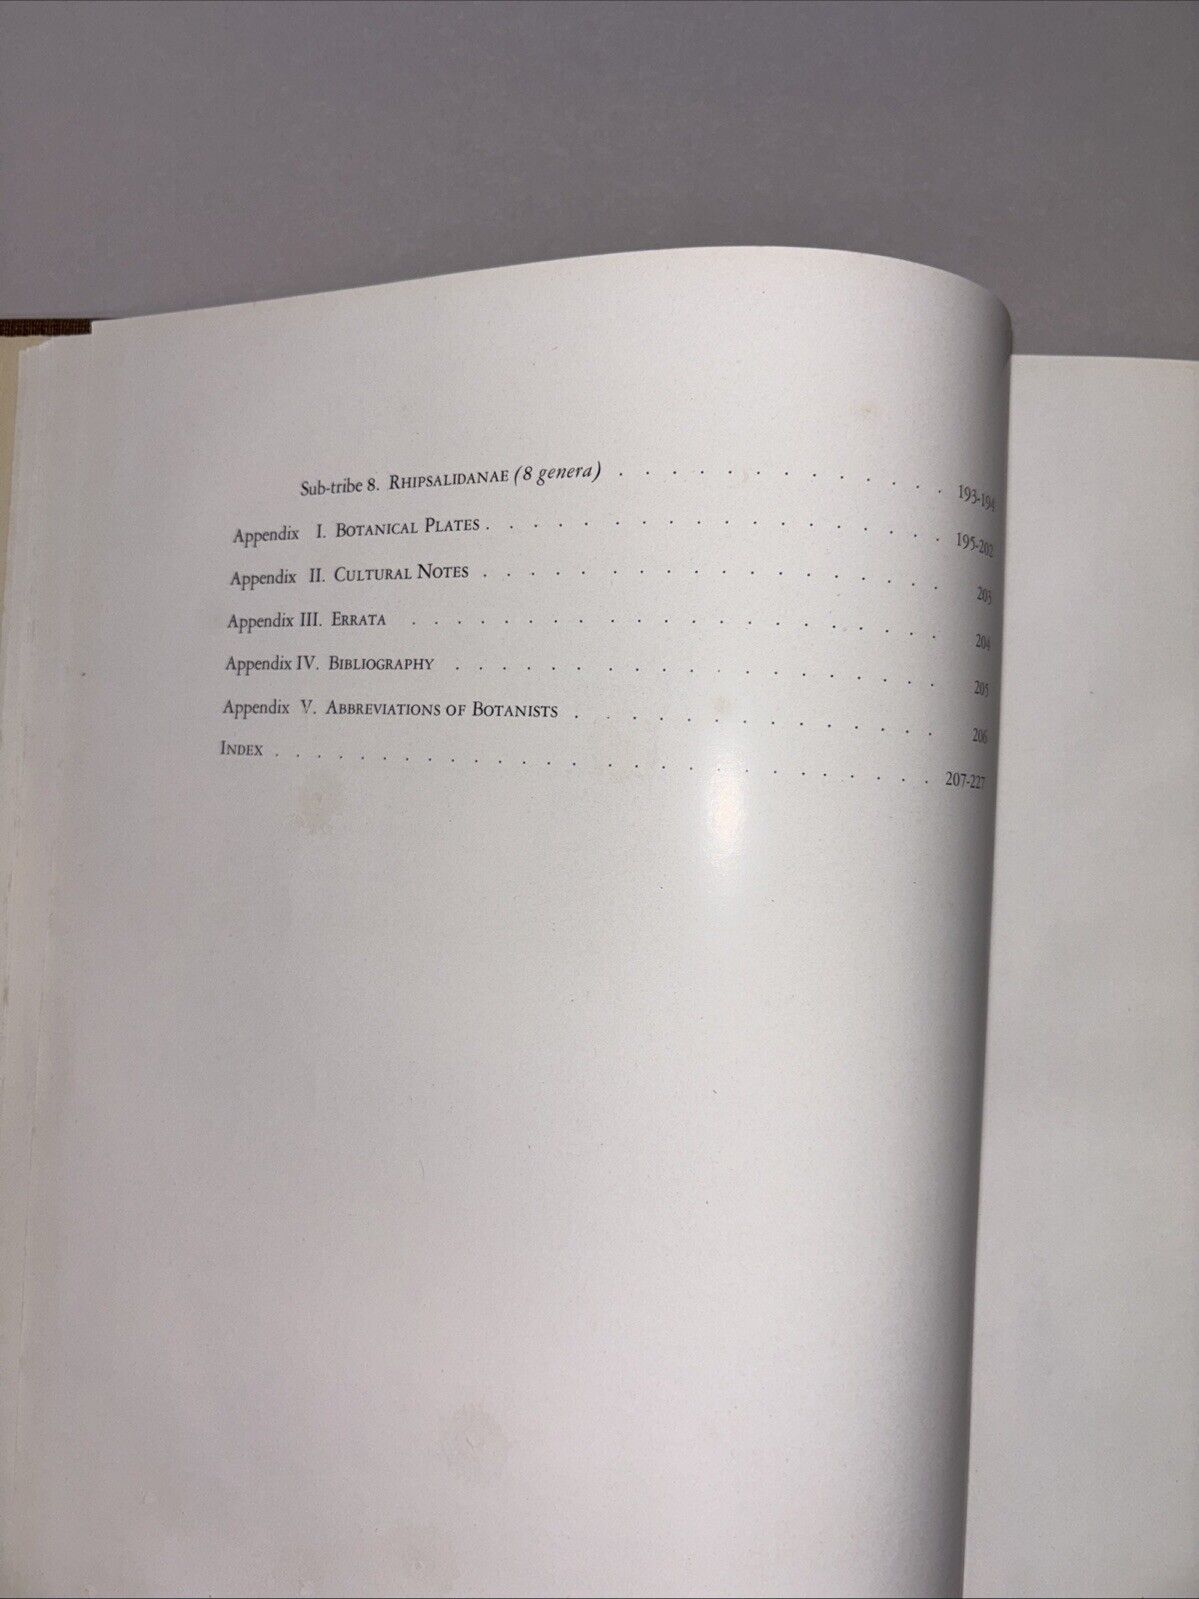 Sub-tribe 8. RHIPSALIDANAE (8 genera) . . . . . . . . . . . . 193-194
Appendix I. BOTANICAL PLATES . . . . . . . . . . . . . . . . . 195-202
Appendix II. CULTURAL NOTES . . . . . . . . . . . . . . . . . 203
Appendix III. ERRATA . . . . . . . . . . . . . . . . . . . . 204
Appendix IV. BIBLIOGRAPHY . . . . . . . . . . . . . . . . . . 205
Appendix V. ABBREVIATIONS OF BOTANISTS . . . . . . . . . . . . . 206
INDEX . . . . . . . . . . . . . . . . . . . . . . . . . 207-227